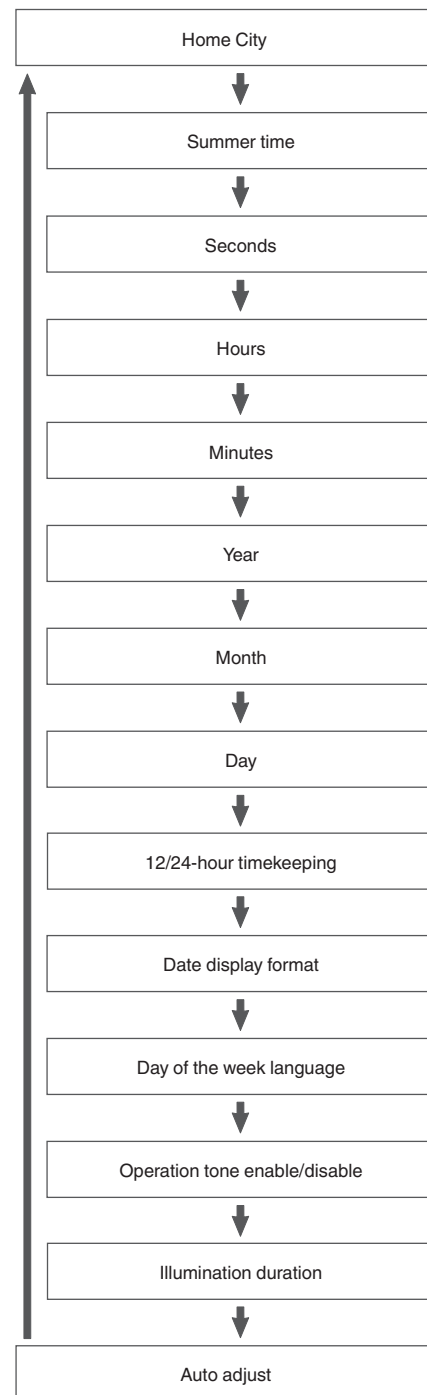 Home City
Summer time
Seconds
Hours
Minutes
Year
Month
Day
12/24-hour timekeeping
Date display format
Day of the week language
Operation tone enable/disable
Illumination duration
Auto adjust